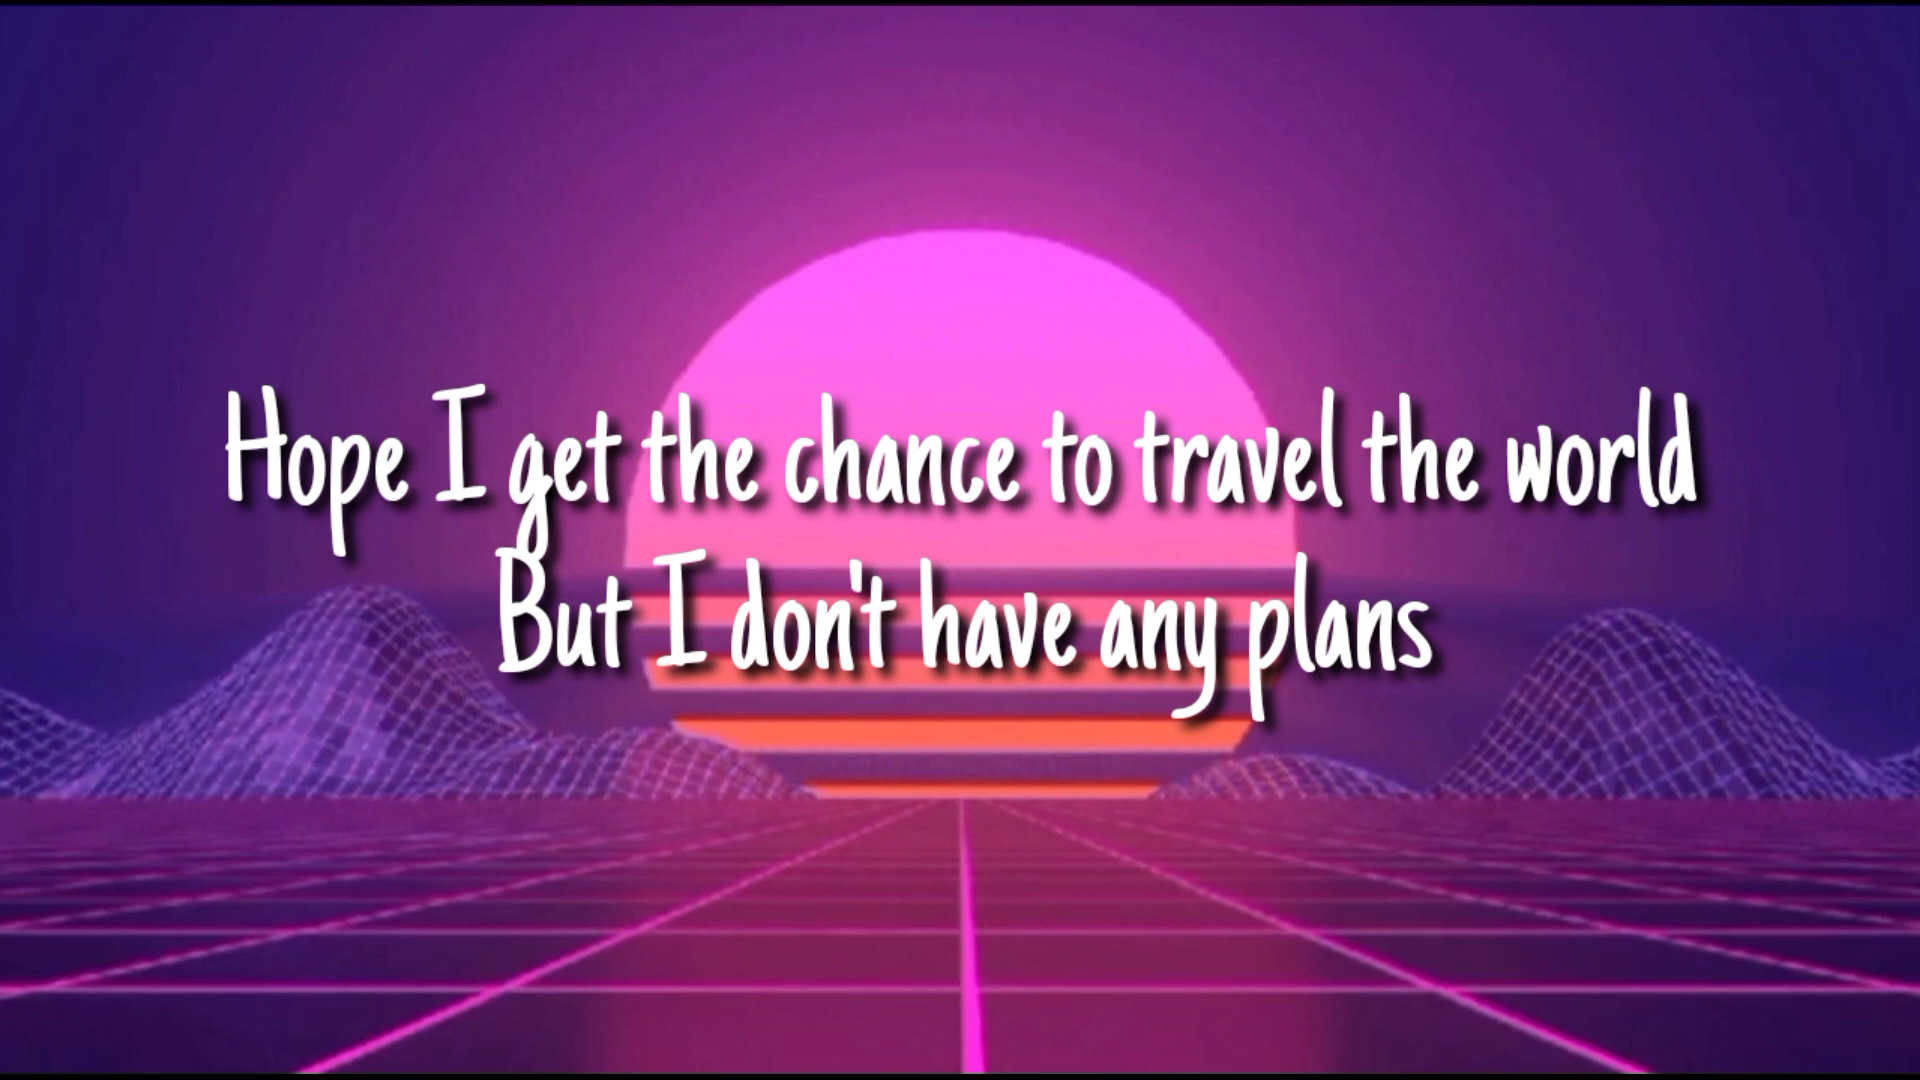 Hope I get the chance to travel the world
But I don't have any plans